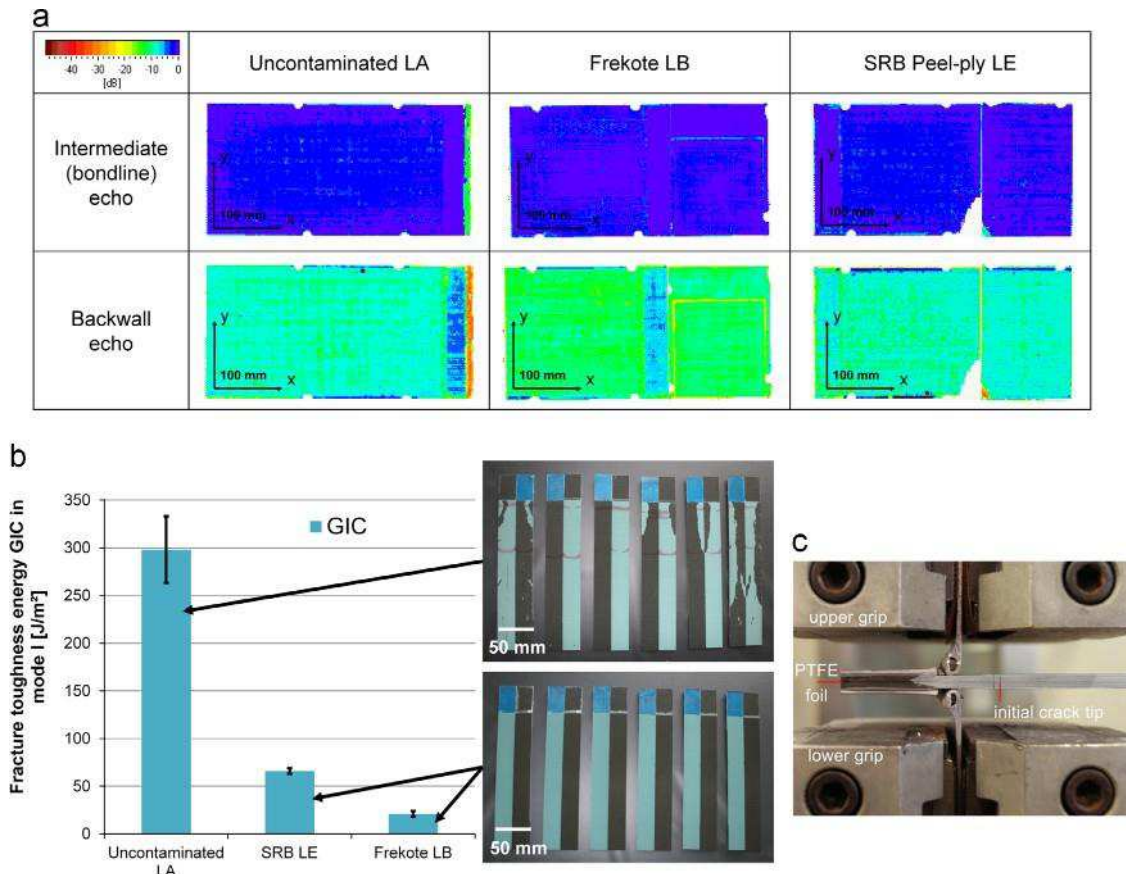 a
-40 -30 -20 -10 0
[dB]
Uncontaminated LA
Frekote LB
SRB Peel-ply LE
Intermediate
(bondline)
echo
y
100 mm
x
y
100 mm
x
y
100 mm
x
Backwall
echo
y
100 mm
x
y
100 mm
x
y
100 mm
x
b
Fracture toughness energy GIC in
mode I [J/m²]
350
300
250
200
150
100
50
0
GIC
Uncontaminated
LA
SRB LE
Frekote LB
50 mm
50 mm
c
upper grip
PTFE
foil
initial crack tip
lower grip